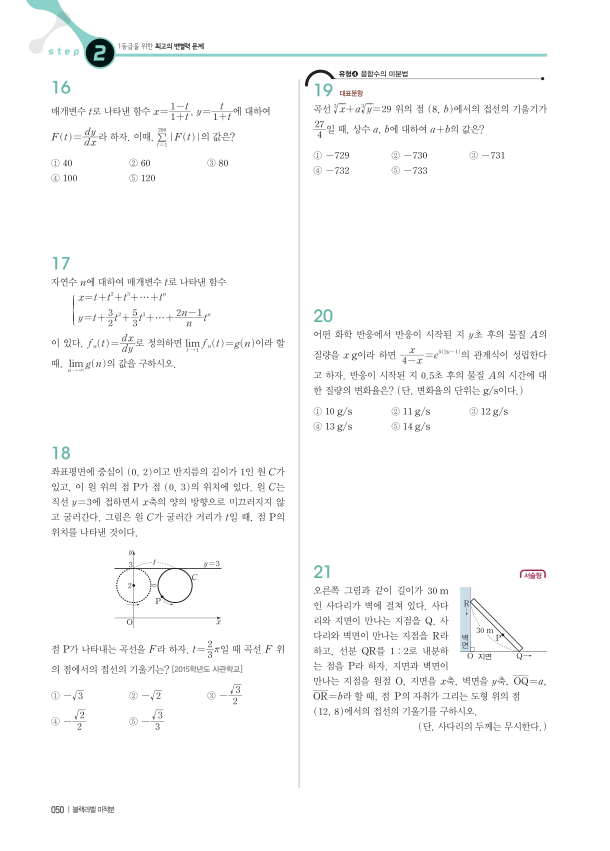 step 2
1등급을 위한 최고의 변별력 문제
16
매개변수 t로 나타낸 함수 x=\frac{1-t}{1+t}, y=\frac{t}{1+t}에 대하여
F(t)=\frac{dy}{dx}라 하자. 이때, \sum_{t=1}^{200}|F(t)|의 값은?
① 40 ② 60 ③ 80
④ 100 ⑤ 120
17
자연수 n에 대하여 매개변수 t로 나타낸 함수
x=t+t^2+t^3+⋯+t^n
y=t+\frac{3}{2}t^2+\frac{5}{3}t^3+⋯+\frac{2n-1}{n}t^n
이 있다. f_n(t)=\frac{dx}{dy}로 정의하면 \lim_{t→1}f_n(t)=g(n)이라 할
때, \lim_{n→∞}g(n)의 값을 구하시오.
18
좌표평면에 중심이 (0, 2)이고 반지름의 길이가 1인 원 C가
있고, 이 원 위의 점 P가 점 (0, 3)의 위치에 있다. 원 C는
직선 y=3에 접하면서 x축의 양의 방향으로 미끄러지지 않
고 굴러간다. 그림은 원 C가 굴러간 거리가 t일 때, 점 P의
위치를 나타낸 것이다.
y
3 t y=3
C
2
P
O x
점 P가 나타내는 곡선을 F라 하자. t=\frac{2}{3}π일 때 곡선 F 위
의 점에서의 접선의 기울기는? [2015학년도 사관학교]
① -\sqrt{3} ② -\sqrt{2} ③ -\frac{\sqrt{3}}{2}
④ -\frac{\sqrt{2}}{2} ⑤ -\frac{\sqrt{3}}{3}
유형❹ 음함수의 미분법
19 대표문항
곡선 \sqrt[3]{x}+a\sqrt[3]{y}=29 위의 점 (8, b)에서의 접선의 기울기가
\frac{27}{4}일 때, 상수 a, b에 대하여 a+b의 값은?
① -729 ② -730 ③ -731
④ -732 ⑤ -733
20
어떤 화학 반응에서 반응이 시작된 지 y초 후의 물질 A의
질량을 x g이라 하면 \frac{x}{4-x}=e^{5(2y-1)}의 관계식이 성립한다
고 하자. 반응이 시작된 지 0.5초 후의 물질 A의 시간에 대
한 질량의 변화율은? (단, 변화율의 단위는 g/s이다.)
① 10 g/s ② 11 g/s ③ 12 g/s
④ 13 g/s ⑤ 14 g/s
21 서술형
오른쪽 그림과 같이 길이가 30 m
인 사다리가 벽에 걸쳐 있다. 사다
리와 지면이 만나는 지점을 Q, 사
다리와 벽면이 만나는 지점을 R라
하고, 선분 QR를 1 : 2로 내분하
는 점을 P라 하자. 지면과 벽면이
만나는 지점을 원점 O, 지면을 x축, 벽면을 y축, \overline{OQ}=a,
\overline{OR}=b라 할 때, 점 P의 자취가 그리는 도형 위의 점
(12, 8)에서의 접선의 기울기를 구하시오.
(단, 사다리의 두께는 무시한다.)
R
30 m
P
벽면
O 지면 Q
050 | 블랙라벨 미적분